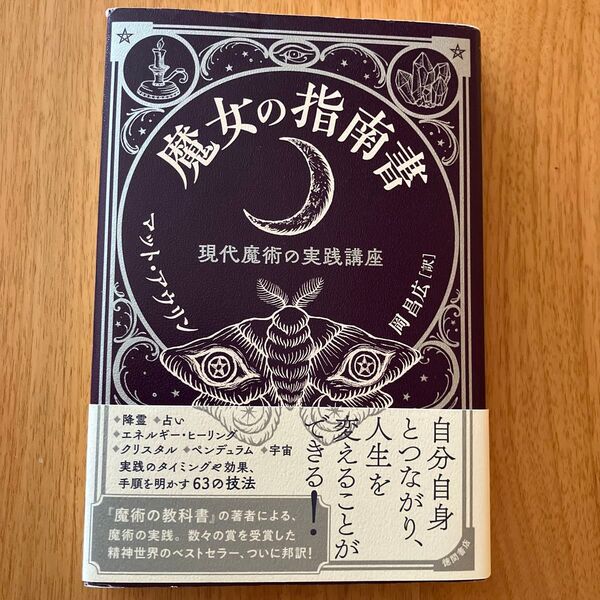 魔女の指南書
現代魔術の実践講座
マット・アウリン
岡昌広[訳]
自分自身
とつながり、
人生を
変えることが
できる!
降霊 占い
エネルギー・ヒーリング
クリスタル ペンデュラム 宇宙
実践のタイミングや効果、
手順を明かす63の技法
『魔術の教科書』の著者による、
魔術の実践。数々の賞を受賞した
精神世界のベストセラー、ついに邦訳!
徳間書店